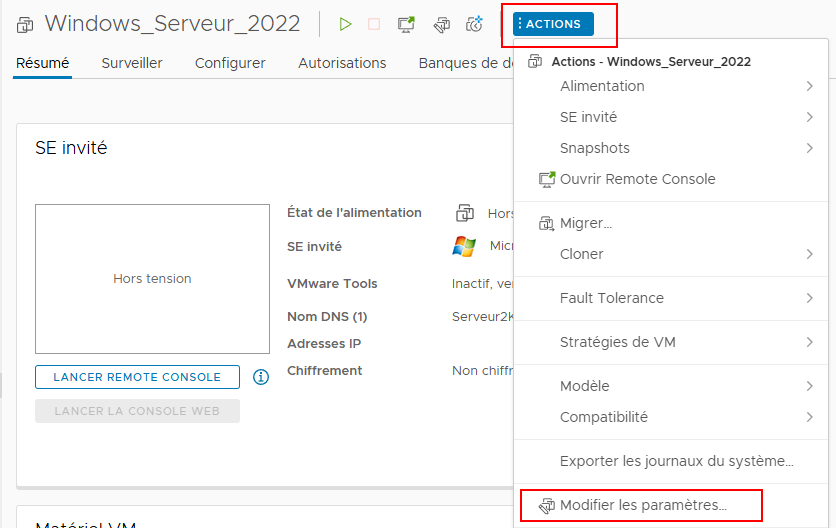 Windows_Serveur_2022
ACTIONS
Résumé Surveiller Configurer Autorisations Banques de
Actions - Windows_Serveur_2022
Alimentation
SE invité
Snapshots
Ouvrir Remote Console
Migrer...
Cloner
Fault Tolerance
Stratégies de VM
Modèle
Compatibilité
Exporter les journaux du système...
Modifier les paramètres...
SE invité
Hors tension
État de l'alimentation Hors
SE invité Micr
VMware Tools Inactif, ver
Nom DNS (1) Serveur2K
Adresses IP
Chiffrement Non chiffr
LANCER REMOTE CONSOLE
LANCER LA CONSOLE WEB
Matériel VM